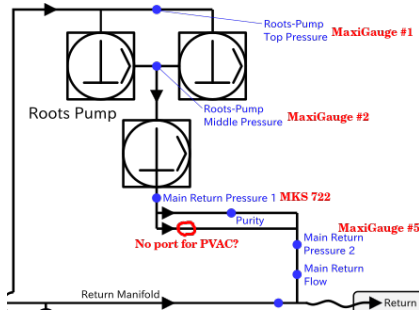 Roots-Pump
Top Pressure
MaxiGauge #1
Roots Pump
Roots-Pump
Middle Pressure
MaxiGauge #2
Main Return Pressure 1
MKS 722
Purity
MaxiGauge #5
No port for PVAC?
Main Return
Pressure 2
Main Return
Flow
Return Manifold
Return